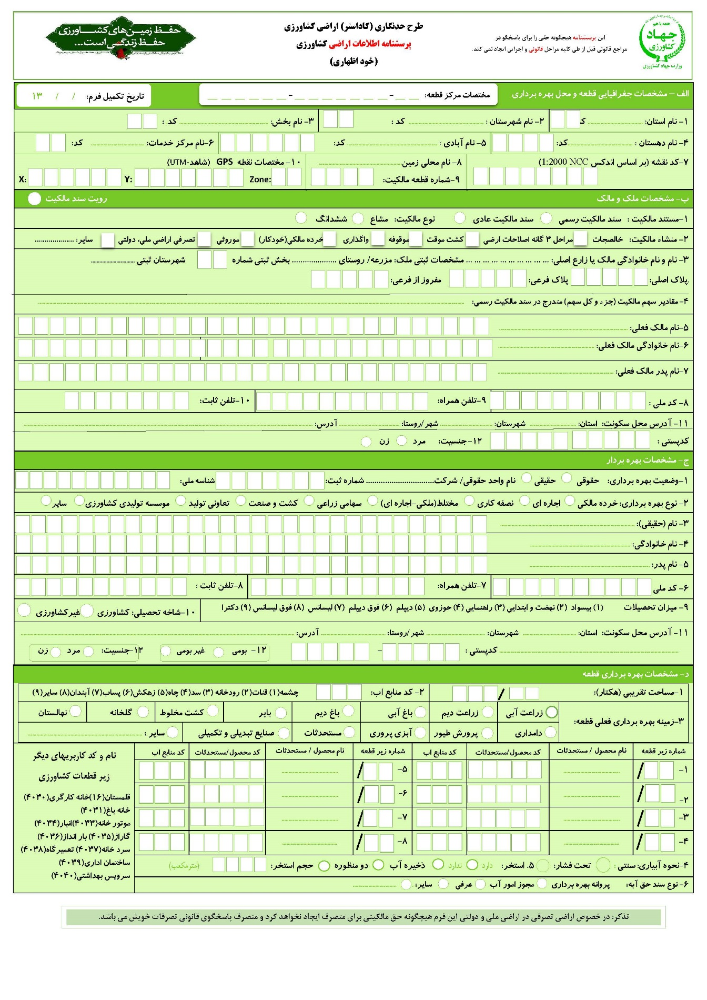 همه با هم
جهاد
کشاورزی
وزارت جهاد کشاورزی
این پرسشنامه هیچگونه حقی را برای پاسخگو در
مراجع قانونی قبل از طی کلیه مراحل قانونی و اجرایی ایجاد نمی کند.
طرح حدنگاری (کاداستر) اراضی کشاورزی
پرسشنامه اطلاعات اراضی کشاورزی
(خود اظهاری)
حفـظ زمین‌های کشـــاورزی
حفـظ زندگـی است...
الف – مشخصات جغرافیایی قطعه و محل بهره برداری
مختصات مرکز قطعه: __ __ –__ __ __ __ __ __ __ –__ __ __ __ __ __
تاریخ تکمیل فرم: / / ۱۳
۱- نام استان: .......... ک
۲- نام شهرستان : .......... کد :
۳- نام بخش: .......... کد :
۴- نام دهستان : .......... کد:
۵- نام آبادی : .......... کد:
۶-نام مرکز خدمات: .......... کد:
۷-کد نقشه (بر اساس اندکس 1:2000 NCC)
۸- نام محلی زمین..........
۹-شماره قطعه مالکیت:
۱۰- مختصات نقطه GPS (شاهد-UTM)
X: Y: Zone:
ب- مشخصات ملک و مالک
رویت سند مالکیت
۱-مستند مالکیت : سند مالکیت رسمی سند مالکیت عادی نوع مالکیت: مشاع ششدانگ
۲- منشاء مالکیت: خالصجات مراحل ۳ گانه اصلاحات ارضی کشت موقت موقوفه واگذاری خرده مالکی(خودکار) موروثی تصرفی اراضی ملی، دولتی سایر: ....................
۳- نام و نام خانوادگی مالک یا زارع اصلی: ... ... ... ... ... ... ... ... ... ... مشخصات ثبتی ملک: مزرعه/ روستای ..................... بخش ثبتی شماره شهرستان ثبتی ..........
.پلاک اصلی: پلاک فرعی: مفروز از فرعی:
۴- مقادیر سهم مالکیت (جزء و کل سهم) مندرج در سند مالکیت رسمی: ..........
۵-نام مالک فعلی: ..........
۶-نام خانوادگی مالک فعلی: ..........
۷-نام پدر مالک فعلی: ..........
۸- کد ملی : ۹-تلفن همراه: ۱۰-تلفن ثابت:
۱۱- آدرس محل سکونت: استان: .......... شهرستان: .......... شهر /روستا: .......... آدرس: ..........
کدپستی : ۱۲- جنسیت: مرد زن
ج- مشخصات بهره بردار
۱-وضعیت بهره برداری: حقوقی حقیقی نام واحد حقوقی/ شرکت................................ شماره ثبت: شناسه ملی:
۲- نوع بهره برداری: خرده مالکی اجاره ای نصفه کاری مختلط(ملکی-اجاره ای) سهامی زراعی کشت و صنعت تعاونی تولید موسسه تولیدی کشاورزی سایر
۳- نام (حقیقی): ..........
۴- نام خانوادگی: ..........
۵- نام پدر: ..........
۶- کد ملی ۷-تلفن همراه: ۸-تلفن ثابت :
۹- میزان تحصیلات (۱) بیسواد (۲) نهضت و ابتدایی (۳) راهنمایی (۴) حوزوی (۵) دیپلم (۶) فوق دیپلم (۷) لیسانس (۸) فوق لیسانس (۹) دکترا
۱۰-شاخه تحصیلی: کشاورزی غیرکشاورزی
۱۱- آدرس محل سکونت: استان: .......... شهرستان: .......... شهر /روستا: .......... آدرس: ..........
.......... کدپستی : – ۱۲- بومی غیر بومی ۱۲-جنسیت: مرد زن
د- مشخصات بهره برداری قطعه
۱-مساحت تقریبی (هکتار): /
۲- کد منابع اب: چشمه(۱) قنات(۲) رودخانه (۳) سد(۴) چاه(۵) زهکش(۶) پساب(۷) آبندان(۸) سایر(۹)
۳-زمینه بهره برداری فعلی قطعه:
زراعت آبی زراعت دیم باغ آبی باغ دیم بایر کشت مخلوط گلخانه نهالستان
دامداری پرورش طیور آبزی پروری مستحدثات صنایع تبدیلی و تکمیلی سایر : ..........
شماره زیر قطعه نام محصول / مستحدثات کد محصول/مستحدثات کد منابع اب شماره زیر قطعه نام محصول / مستحدثات کد محصول/مستحدثات کد منابع اب
۱- / .......... ۵- / ..........
۲- / .......... ۶- / ..........
۳- / .......... ۷- / ..........
۴- / .......... ۸- / ..........
نام و کد کاربریهای دیگر
زیر قطعات کشاورزی
قلمستان(۱۶)خانه کارگری(۴۰۳۰)
خانه باغ(۴۰۳۱)
موتور خانه(۴۰۳۳)انبار(۴۰۳۴)
گاراژ(۴۰۳۵) بار انداز(۴۰۳۶)
سرد خانه(۴۰۳۷) تعمیرگاه(۴۰۳۸)
ساختمان اداری(۴۰۳۹)
سرویس بهداشتی(۴۰۴۰)
۴-نحوه آبیاری: سنتی : تحت فشار: ۵. استخر: دارد ندارد ذخیره آب دو منظوره حجم استخر: (مترمکعب)
۶- نوع سند حق آبه: پروانه بهره برداری مجوز امور آب عرفی سایر: ..........
تذکر: در خصوص اراضی تصرفی در اراضی ملی و دولتی این فرم هیچگونه حق مالکیتی برای متصرف ایجاد نخواهد کرد و متصرف پاسخگوی قانونی تصرفات خویش می باشد.